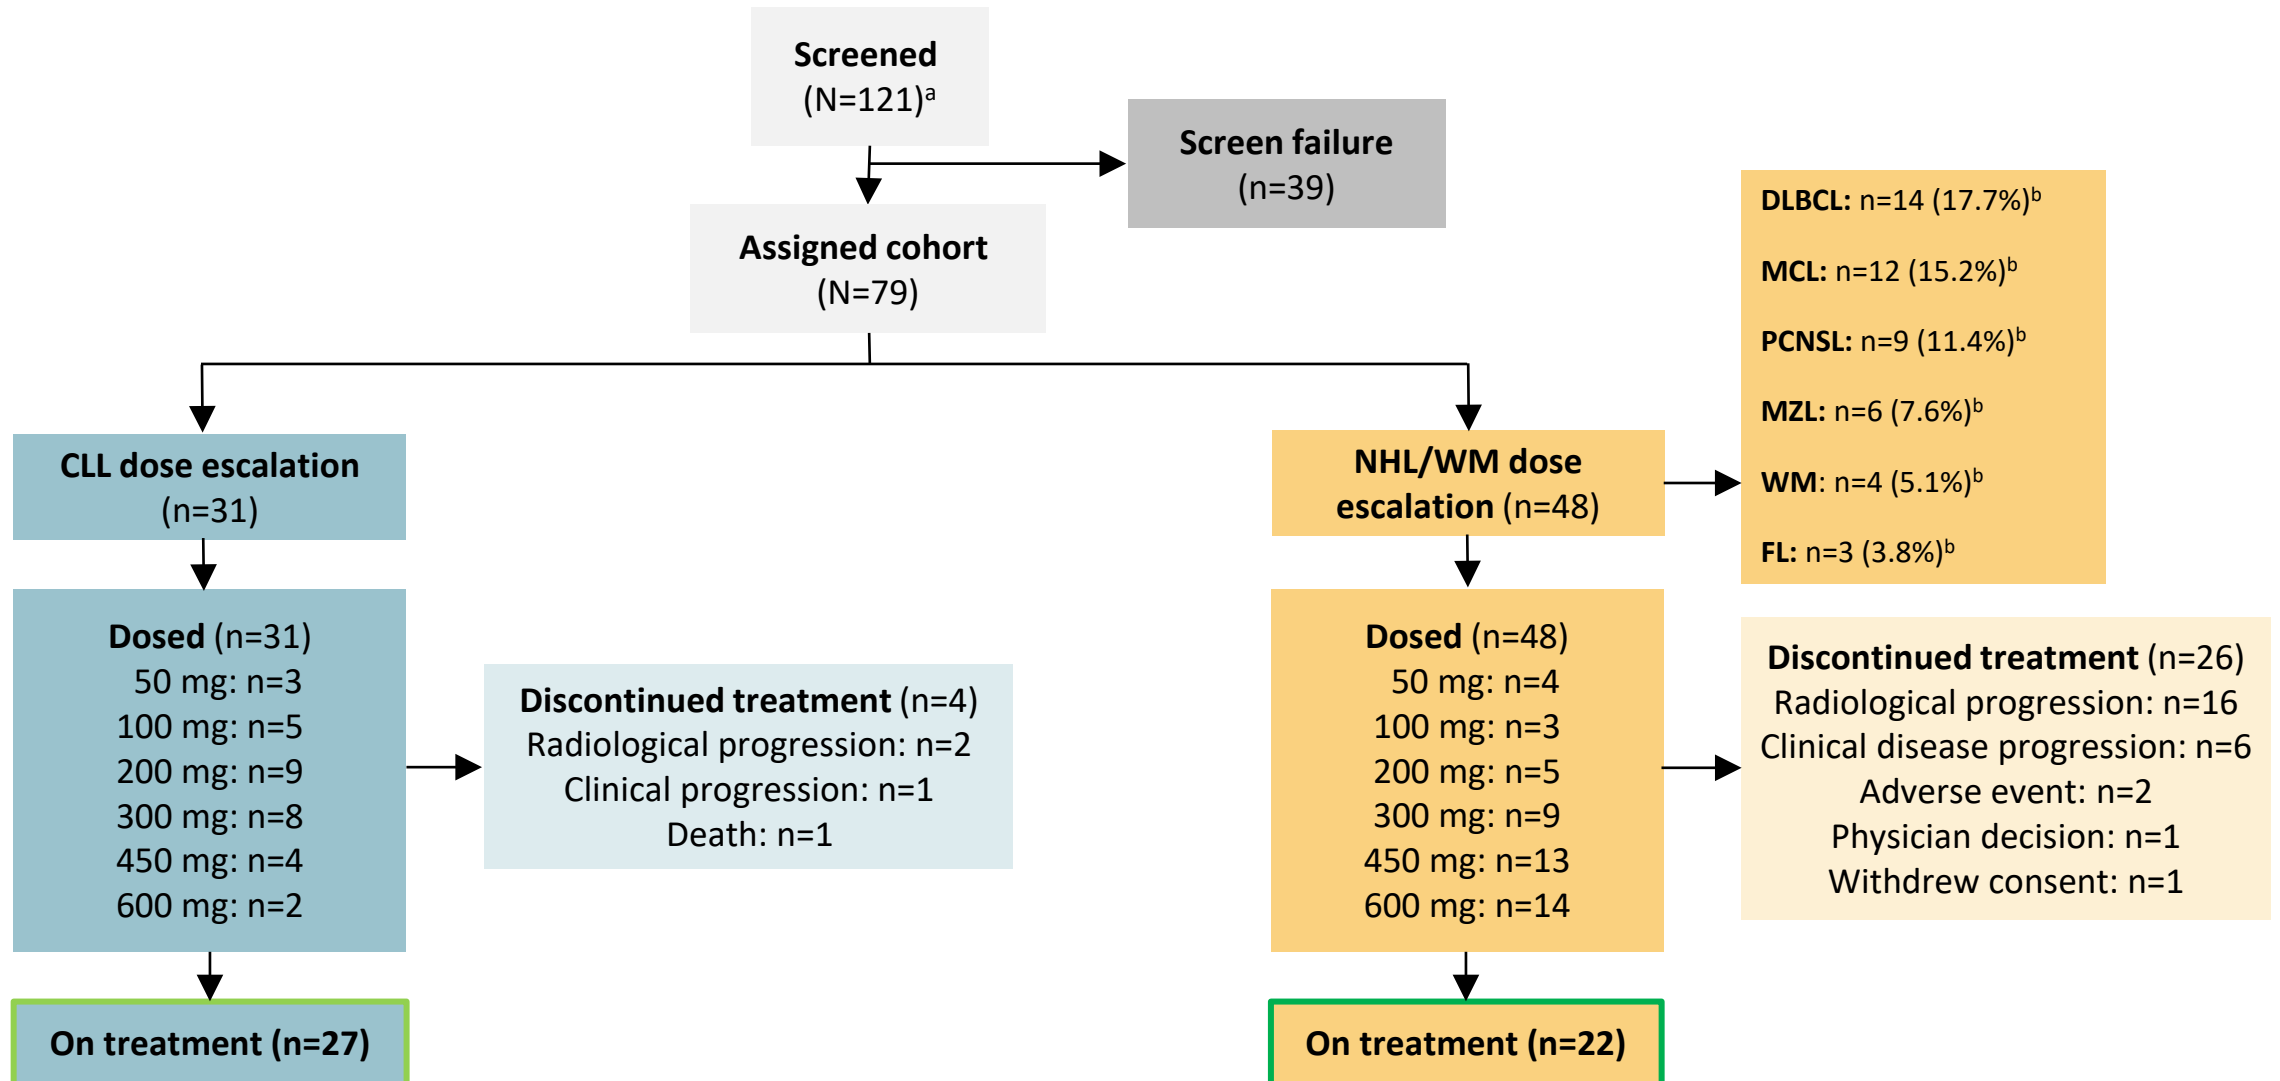 Screened
(N=121)ᵃ
Screen failure
(n=39)
Assigned cohort
(N=79)
CLL dose escalation
(n=31)
Dosed (n=31)
50 mg: n=3
100 mg: n=5
200 mg: n=9
300 mg: n=8
450 mg: n=4
600 mg: n=2
Discontinued treatment (n=4)
Radiological progression: n=2
Clinical progression: n=1
Death: n=1
On treatment (n=27)
NHL/WM dose
escalation (n=48)
DLBCL: n=14 (17.7%)ᵇ
MCL: n=12 (15.2%)ᵇ
PCNSL: n=9 (11.4%)ᵇ
MZL: n=6 (7.6%)ᵇ
WM: n=4 (5.1%)ᵇ
FL: n=3 (3.8%)ᵇ
Dosed (n=48)
50 mg: n=4
100 mg: n=3
200 mg: n=5
300 mg: n=9
450 mg: n=13
600 mg: n=14
Discontinued treatment (n=26)
Radiological progression: n=16
Clinical disease progression: n=6
Adverse event: n=2
Physician decision: n=1
Withdrew consent: n=1
On treatment (n=22)